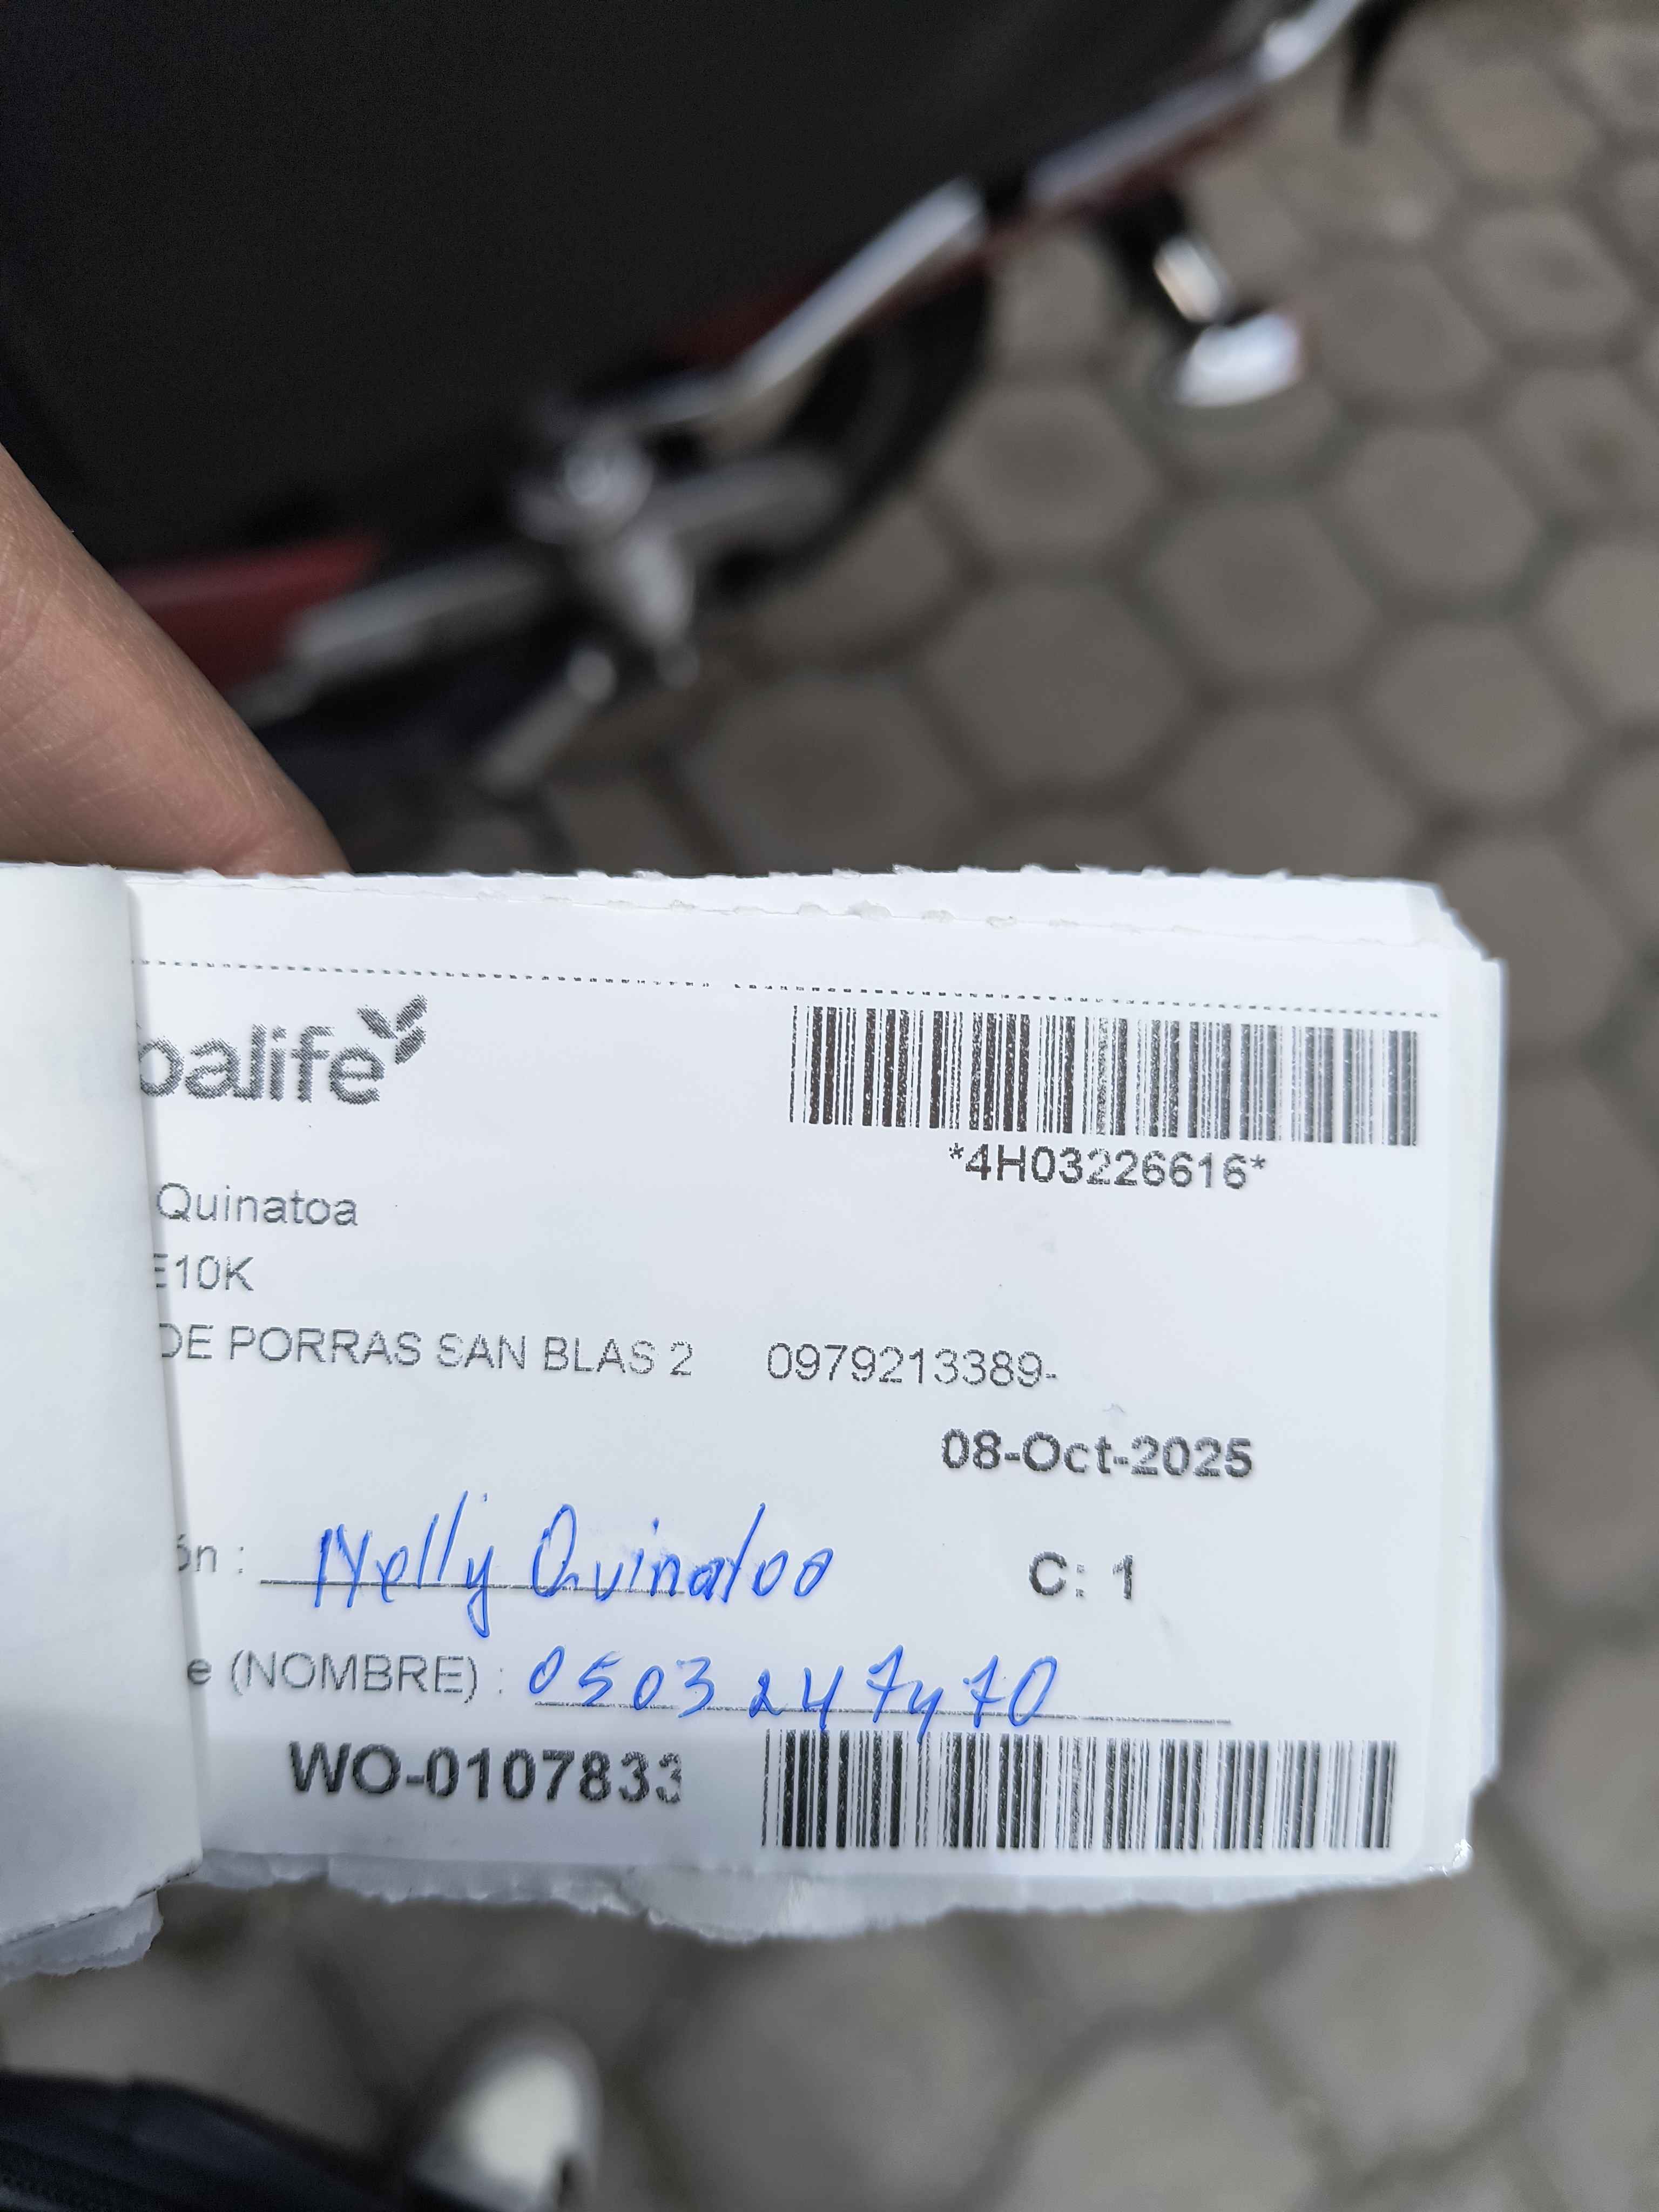 balife
*4H03226616*
Quinatoa
E10K
DE PORRAS SAN BLAS 2 0979213389-
08-Oct-2025
ón : Nelly Quinatoa C: 1
e (NOMBRE) : 0503247470
WO-0107833